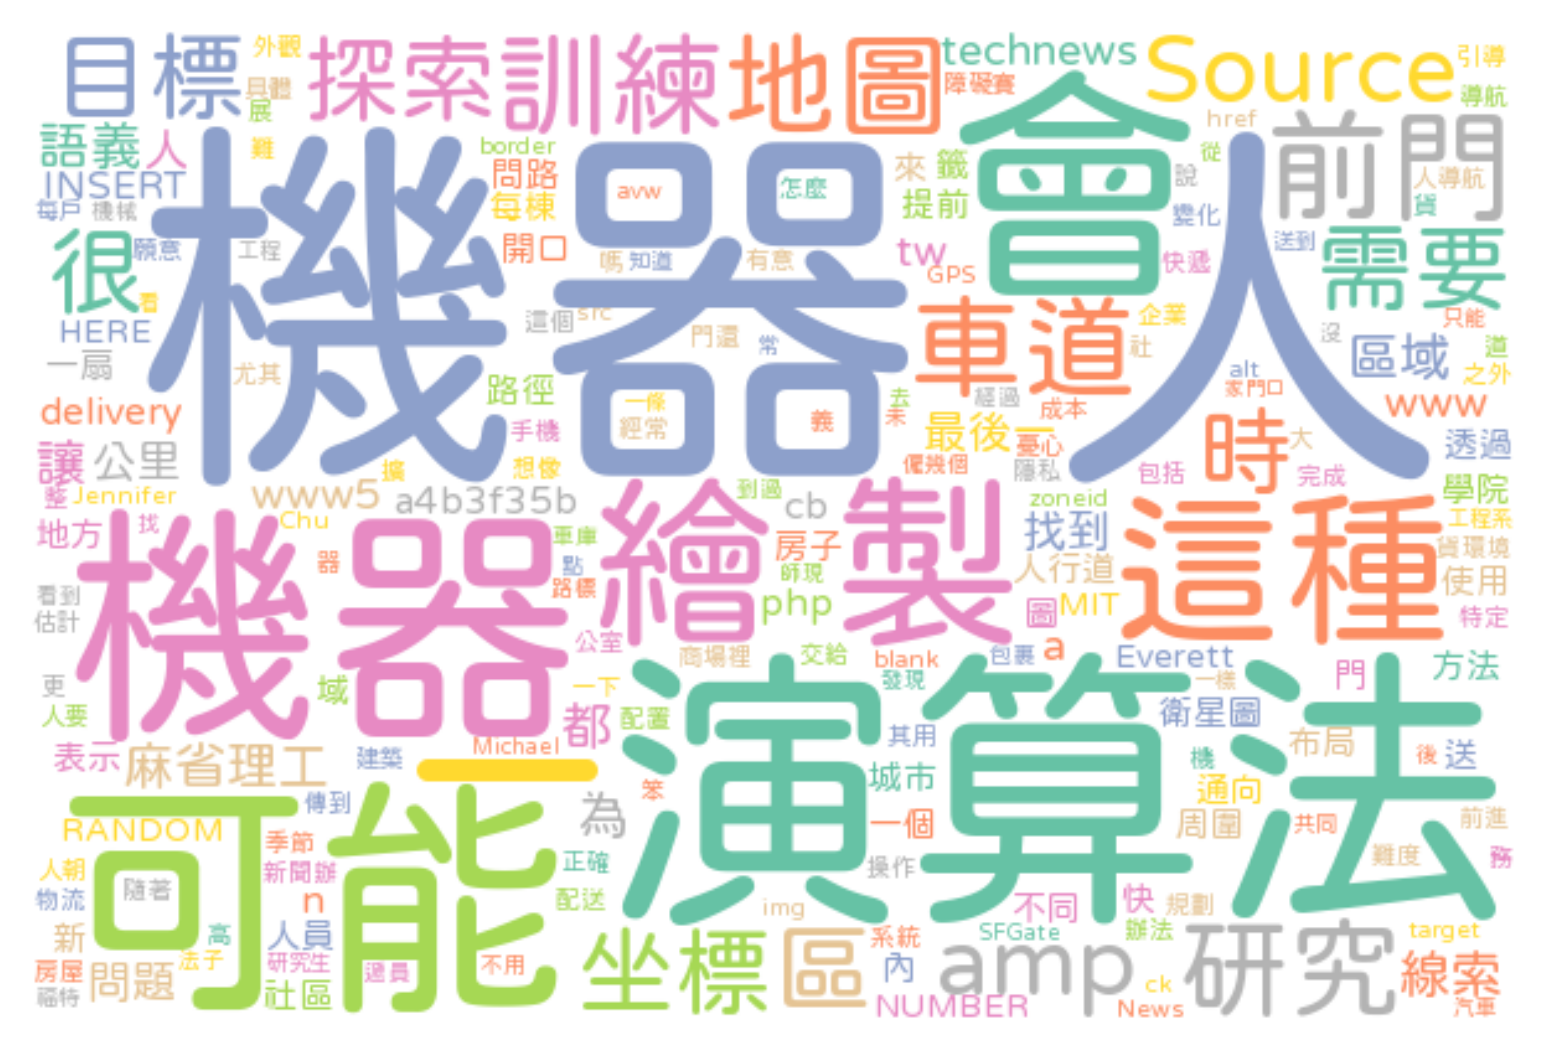 目標
外觀
具體
展
探索
訓練
地圖
technews
障礙賽
Source
引導
導航
href
語義
人
難
border
INSERT
每戶
機械
問路
每棟
機器人
avw
怎麼
來
籤
提前
會
說
從
變化
前門
人導航
貨
很
願意
看
工程
開口
嗎
知道
有意
tw
GPS
快遞
送到
需要
HERE
一扇
這個
src
門還
常
車道
企業
社
沒
只能
區域
道
之外
尤其
alt
家門口
delivery
路徑
一條
經常
義
去
未
經過
成本
www
讓
公里
手機
想像
擴
最後一
憂心
隱私
時
大
包括
完成
透過
整
Jennifer
www5
a4b3f35b
到過
cb
zoneid
學院
地方
找
Chu
車庫
點
房子
找到
工程系
貨環境
機器
器
繪製
這種
路標
師現
人行道
使用
看到
估計
php
圖
MIT
特定
公室
商場裡
交給
blank
包裹
a
Everett
一樣
門
方法
更
人要
域
一下
都
配置
發現
衛星圖
其用
布局
表示
麻省理工
建築
Michael
一
演算法
城市
機
後
送
通向
可能
傳到
笨
為
一個
周圍
共同
前進
RANDOM
季節
人朝
新聞辦
正確
操作
難度
務
物流
隨著
n
配送
img
不同
快
規劃
新
高
人員
SFGate
辦法
target
房屋
法子
研究生
遞員
不用
坐標
區
系統
內
amp
研究
線索
福特
問題
社區
NUMBER
ck
News
汽車